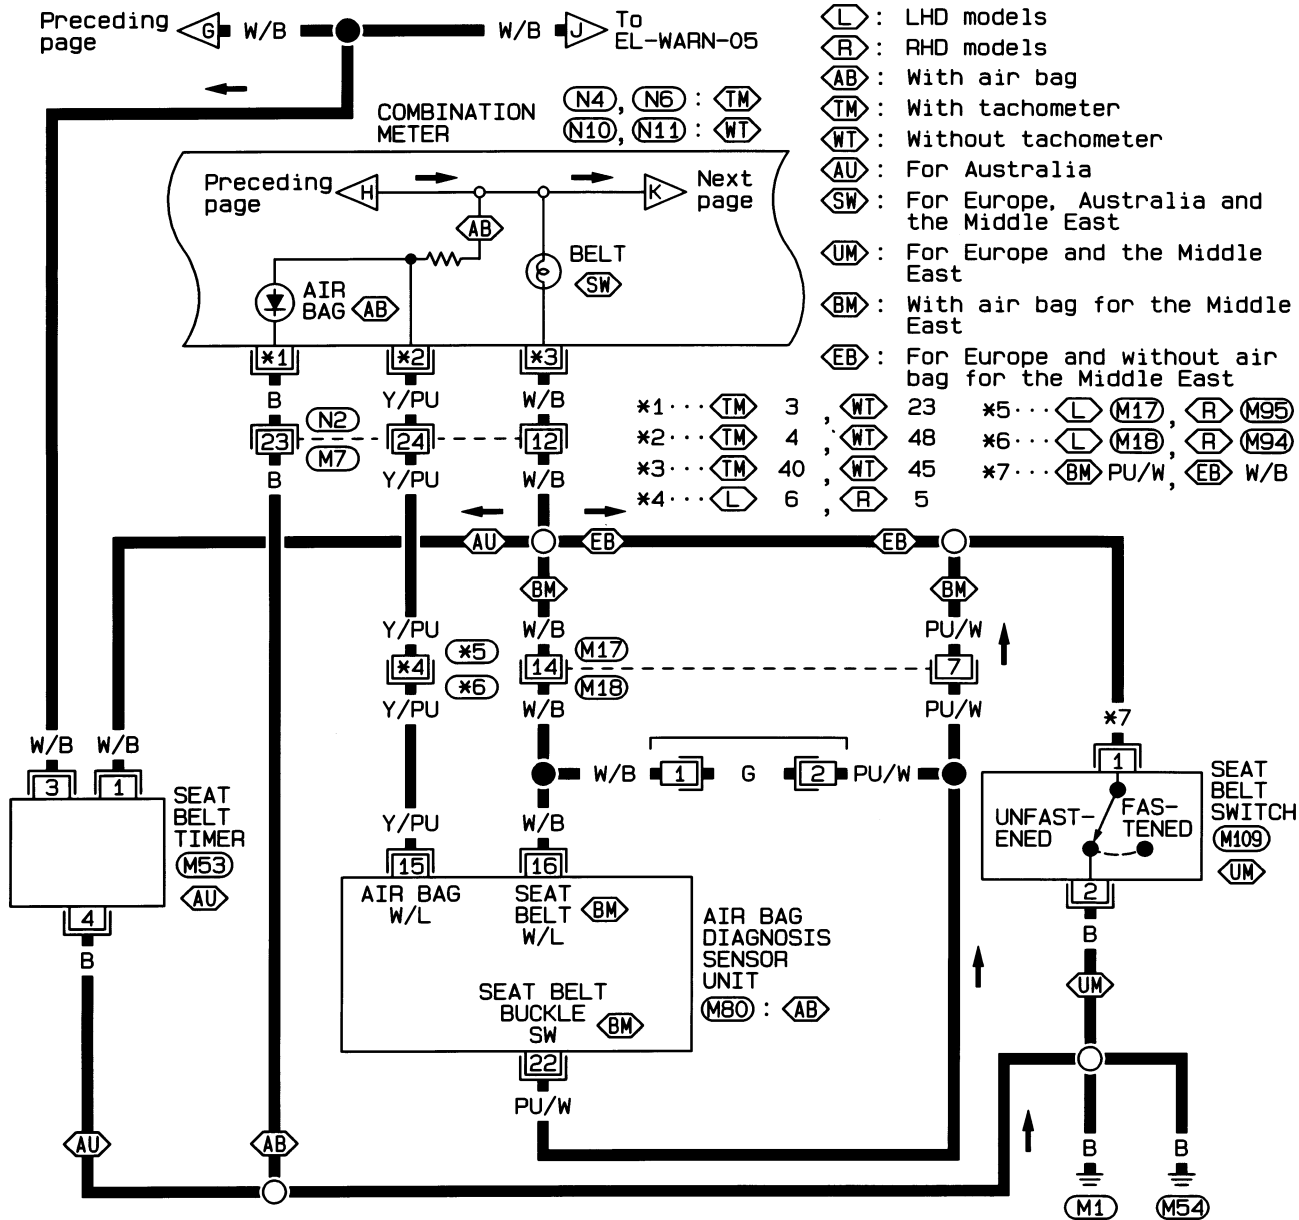 Preceding page
G W/B W/B J
To EL-WARN-05
L : LHD models
R : RHD models
AB : With air bag
TM : With tachometer
WT : Without tachometer
AU : For Australia
SW : For Europe, Australia and
the Middle East
UM : For Europe and the Middle
East
BM : With air bag for the Middle
East
EB : For Europe and without air
bag for the Middle East
COMBINATION
METER
N4 , N6 : TM
N10 , N11 : WT
Preceding
page
H
K
Next
page
AB
BELT
SW
AIR
BAG AB
*1 *2 *3
B Y/PU W/B
N2
23 24 12
M7
B Y/PU W/B
*1··· TM 3 , WT 23
*2··· TM 4 , WT 48
*3··· TM 40 , WT 45
*4··· L 6 , R 5
*5··· L M17 , R M95
*6··· L M18 , R M94
*7··· BM PU/W , EB W/B
AU EB EB
BM BM
Y/PU W/B PU/W
*5 M17
*4 14 7
*6 M18
Y/PU W/B PU/W
*7
W/B W/B
3 1
SEAT
BELT
TIMER
M53
AU
4
B
W/B 1 G 2 PU/W
1
SEAT
BELT
SWITCH
M109
UM
UNFAST-
ENED
FAS-
TENED
2
B
UM
Y/PU W/B
15 16
AIR BAG
W/L
SEAT
BELT
W/L
BM
AIR BAG
DIAGNOSIS
SENSOR
UNIT
M80 : AB
SEAT BELT
BUCKLE
SW
BM
22
PU/W
AU AB
B B
M1 M54